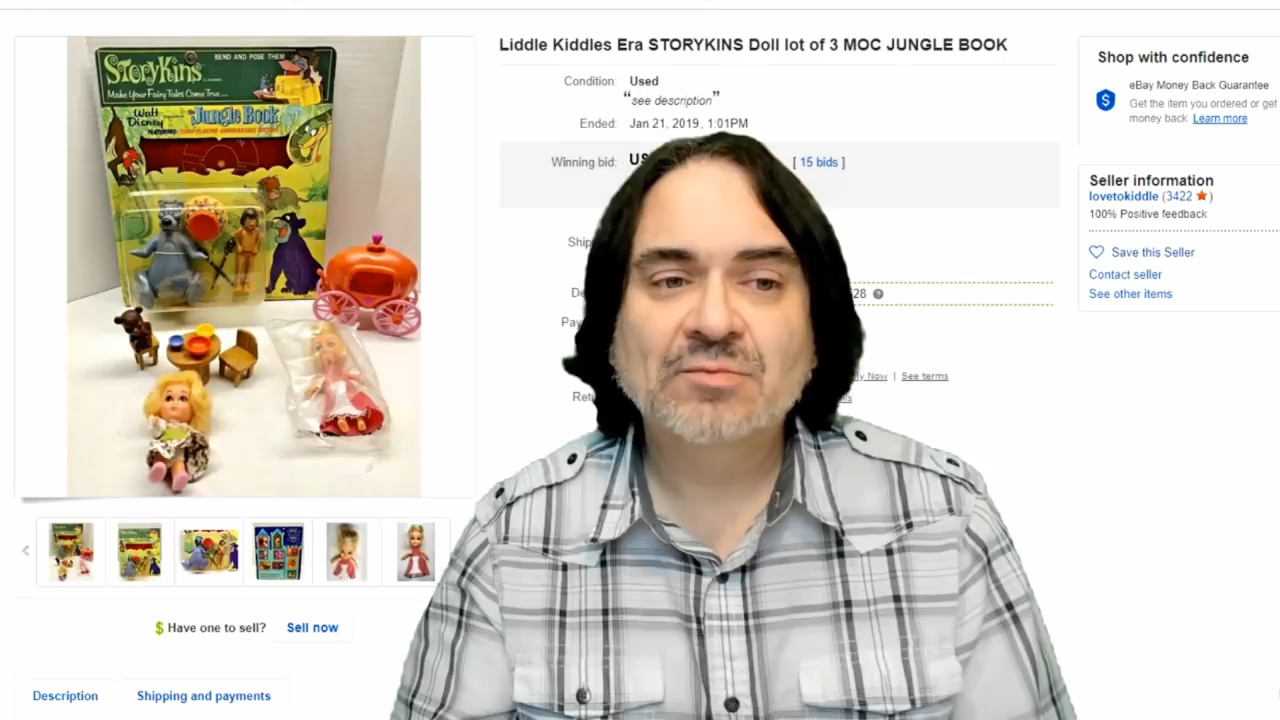 Liddle Kiddles Era STORYKINS Doll lot of 3 MOC JUNGLE BOOK
Condition: Used
“see description”
Ended: Jan 21, 2019, 1:01PM
Winning bid: US
[ 15 bids ]
28
See terms
Shop with confidence
eBay Money Back Guarantee
Get the item you ordered or get
money back Learn more
Seller information
lovetokiddle (3422 ★)
100% Positive feedback
Save this Seller
Contact seller
See other items
STORYKINS
BEND AND POSE THEM
Make Your Fairy Tales Come True...
Walt
Disney
Jungle Book
FEATURING
$ Have one to sell? Sell now
Description
Shipping and payments